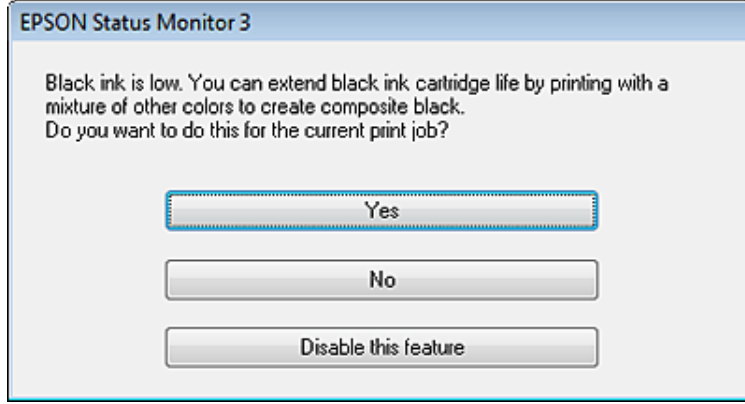 EPSON Status Monitor 3
Black ink is low. You can extend black ink cartridge life by printing with a
mixture of other colors to create composite black.
Do you want to do this for the current print job?
Yes
No
Disable this feature